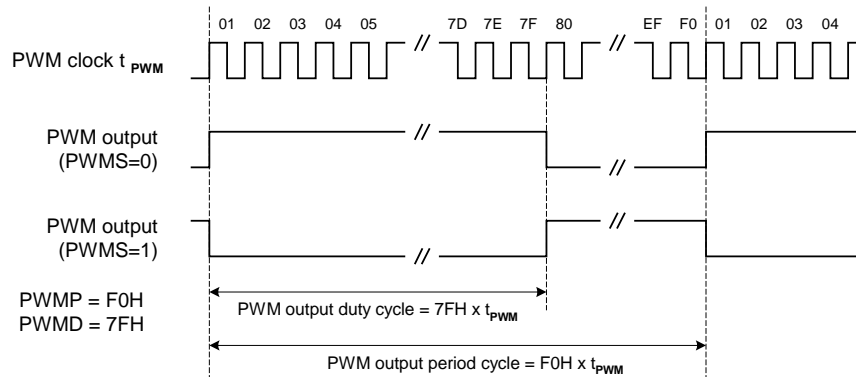 01 02 03 04 05 7D 7E 7F 80 EF F0 01 02 03 04
PWM clock t PWM
PWM output
(PWMS=0)
PWM output
(PWMS=1)
PWMP = F0H
PWMD = 7FH
PWM output duty cycle = 7FH x tPWM
PWM output period cycle = F0H x tPWM